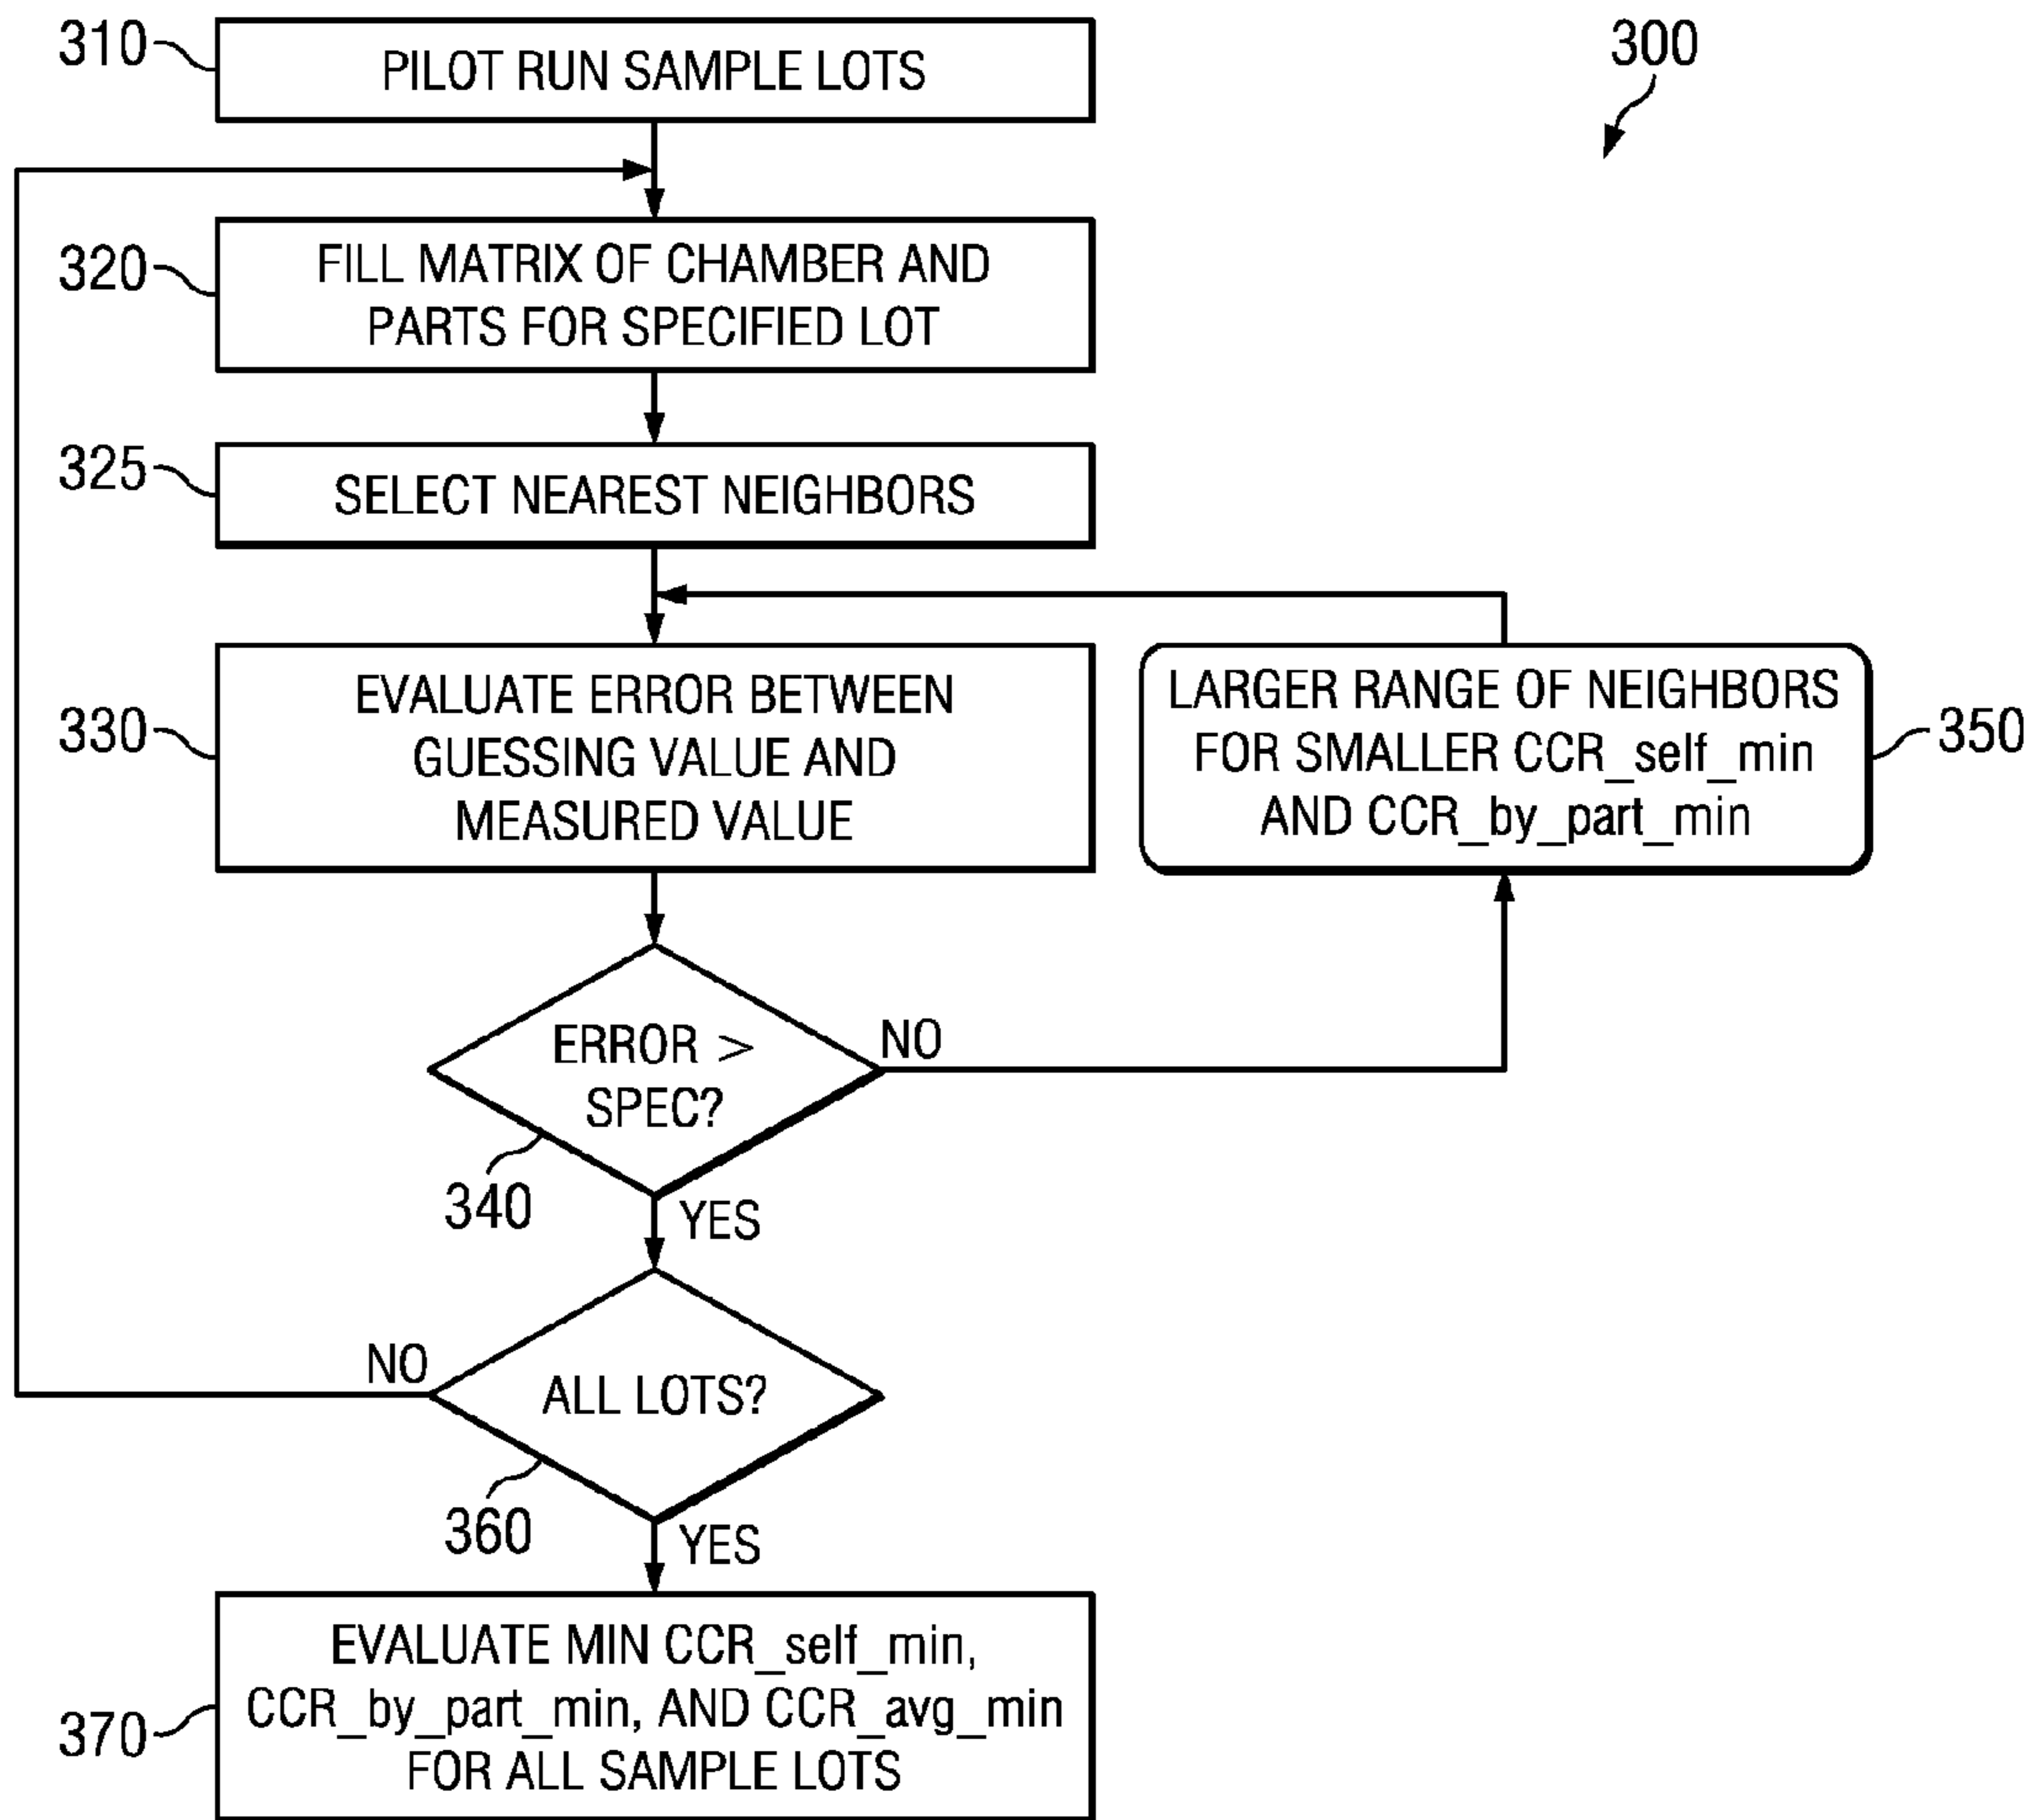 310
PILOT RUN SAMPLE LOTS
300
320
FILL MATRIX OF CHAMBER AND
PARTS FOR SPECIFIED LOT
325
SELECT NEAREST NEIGHBORS
330
EVALUATE ERROR BETWEEN
GUESSING VALUE AND
MEASURED VALUE
LARGER RANGE OF NEIGHBORS
FOR SMALLER CCR_self_min
AND CCR_by_part_min
350
ERROR >
SPEC?
NO
340
YES
NO
ALL LOTS?
360
YES
370
EVALUATE MIN CCR_self_min,
CCR_by_part_min, AND CCR_avg_min
FOR ALL SAMPLE LOTS